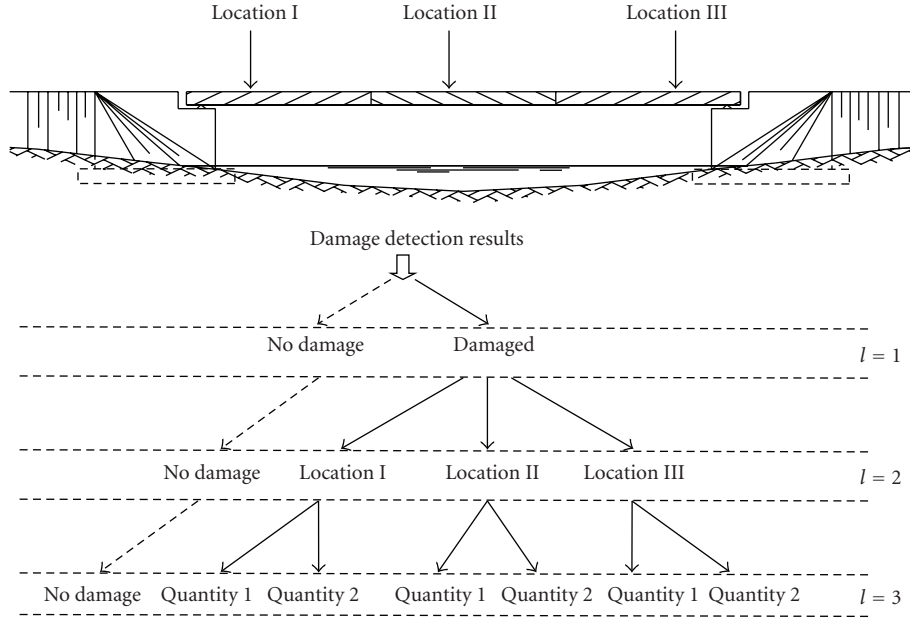 Location I Location II Location III
Damage detection results
No damage Damaged l = 1
No damage Location I Location II Location III l = 2
No damage Quantity 1 Quantity 2 Quantity 1 Quantity 2 Quantity 1 Quantity 2 l = 3